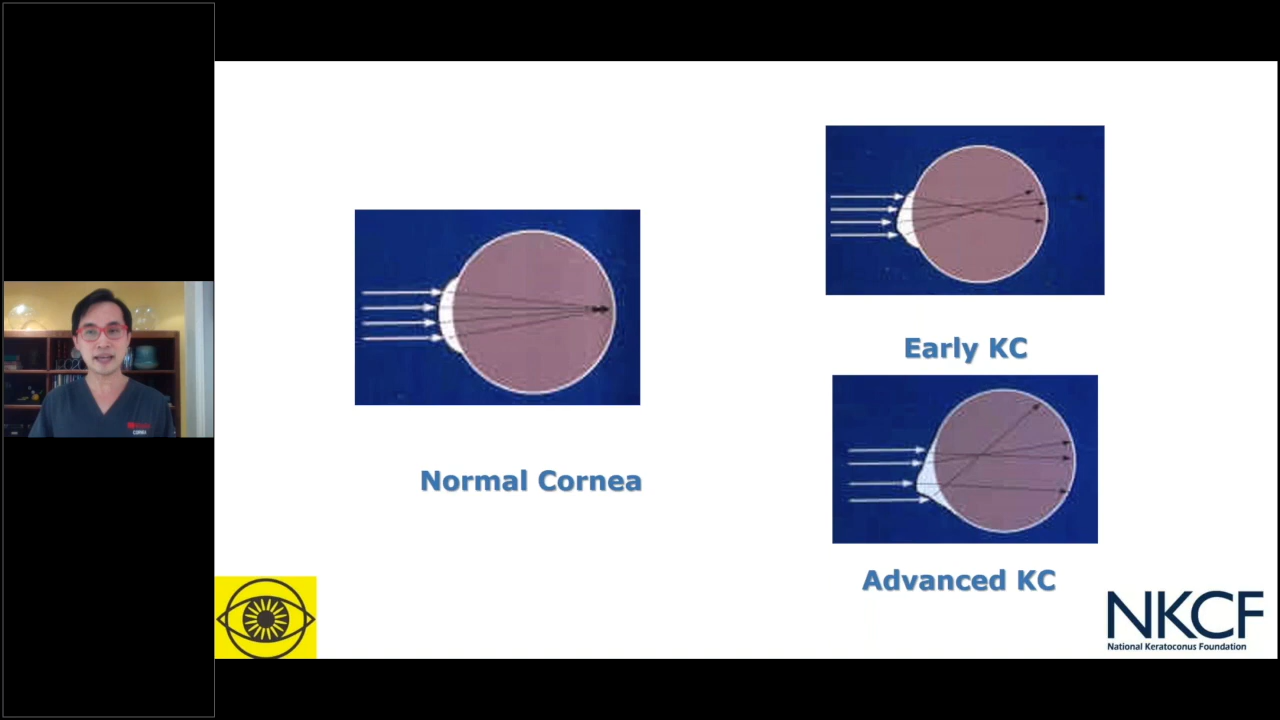 Normal Cornea
Early KC
Advanced KC
NKCF
National Keratoconus Foundation